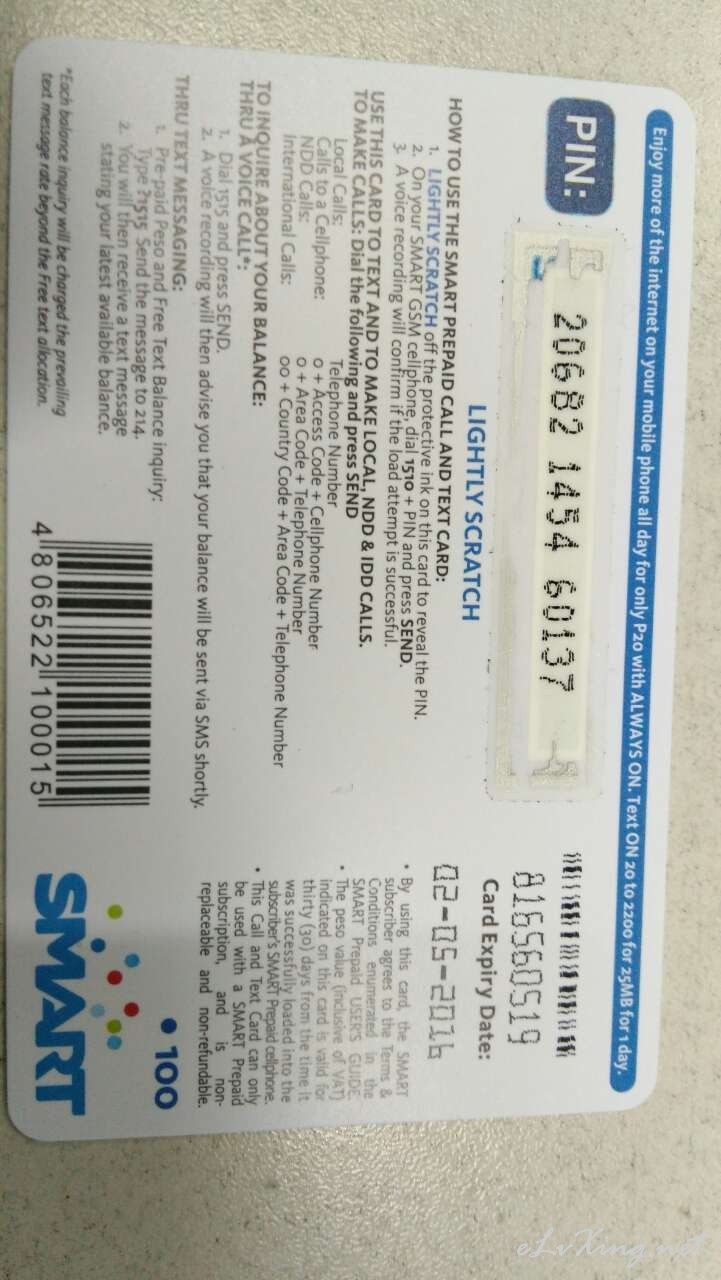 Enjoy more of the internet on your mobile phone all day for only P20 with ALWAYS ON. Text ON 20 to 2200 for 25MB for 1 day.
PIN:
20682 1454 60137
LIGHTLY SCRATCH
HOW TO USE THE SMART PREPAID CALL AND TEXT CARD:
1. LIGHTLY SCRATCH off the protective ink on this card to reveal the PIN.
2. On your SMART GSM cellphone, dial 1510 + PIN and press SEND.
3. A voice recording will confirm if the load attempt is successful.
USE THIS CARD TO TEXT AND TO MAKE LOCAL, NDD & IDD CALLS.
TO MAKE CALLS: Dial the following and press SEND
Local Calls: Telephone Number
Calls to a Cellphone: 0 + Access Code + Cellphone Number
NDD Calls: 0 + Area Code + Telephone Number
International Calls: 00 + Country Code + Area Code + Telephone Number
TO INQUIRE ABOUT YOUR BALANCE:
THRU A VOICE CALL*:
1. Dial 1515 and press SEND.
2. A voice recording will then advise you that your balance will be sent via SMS shortly.
THRU TEXT MESSAGING:
1. Pre-paid Peso and Free Text Balance inquiry:
Type ?1515 Send the message to 214.
2. You will then receive a text message
stating your latest available balance.
*Each balance inquiry will be charged the prevailing
text message rate beyond the Free text allocation.
4 806522 100015
816560519
Card Expiry Date:
02-05-2016
• By using this card, the SMART
subscriber agrees to the Terms &
Conditions enumerated in the
SMART Prepaid USER'S GUIDE.
• The peso value (inclusive of VAT)
indicated on this card is valid for
thirty (30) days from the time it
was successfully loaded into the
subscriber's SMART Prepaid cellphone.
• This Call and Text Card can only
be used with a SMART Prepaid
subscription, and is non-
replaceable and non-refundable.
• 100
SMART
eLvXing.net